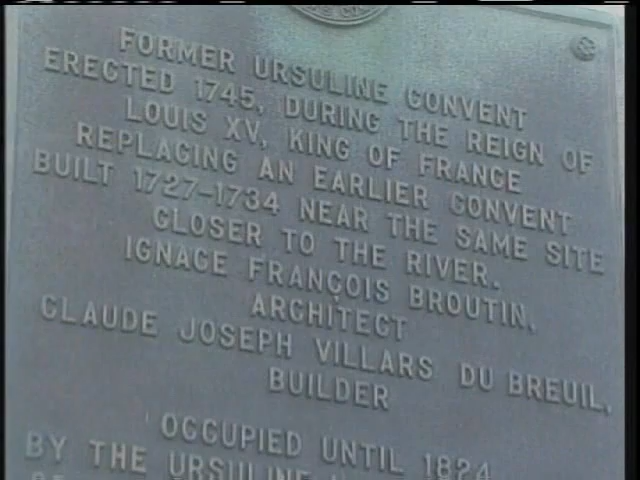 FORMER URSULINE CONVENT
ERECTED 1745, DURING THE REIGN OF
LOUIS XV, KING OF FRANCE
REPLACING AN EARLIER CONVENT
BUILT 1727-1734 NEAR THE SAME SITE
CLOSER TO THE RIVER.
IGNACE FRANÇOIS BROUTIN,
ARCHITECT
CLAUDE JOSEPH VILLARS DU BREUIL,
BUILDER
OCCUPIED UNTIL 1824
BY THE URSULINE